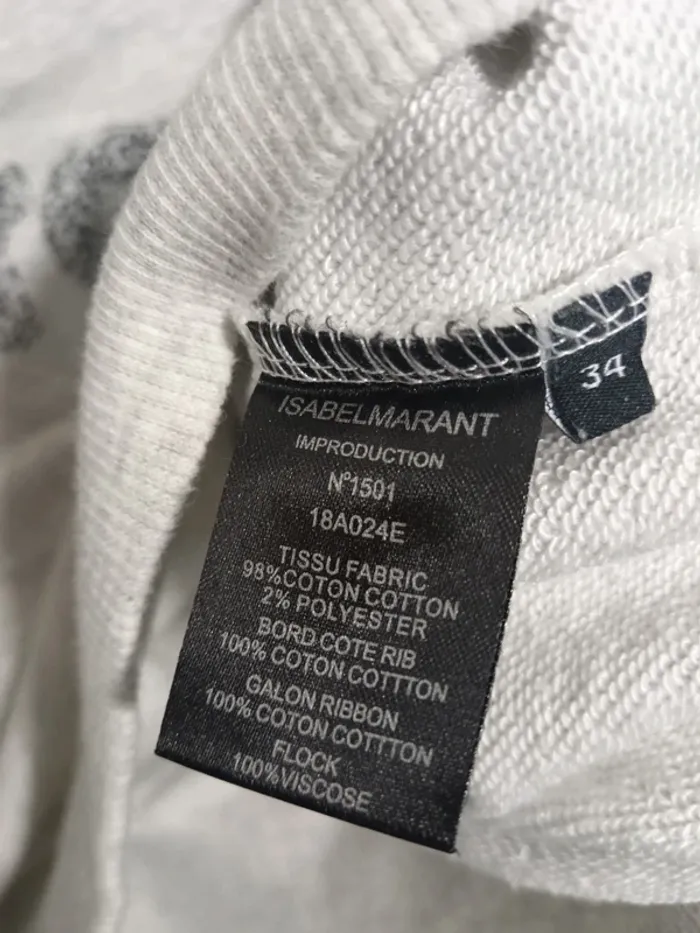 ISABELMARANT
IMPRODUCTION
Nº1501
18A024E
TISSU FABRIC
98%COTON COTTON
2% POLYESTER
BORD COTE RIB
100% COTON COTTTON
GALON RIBBON
100% COTON COTTTON
FLOCK
100%VISCOSE
34